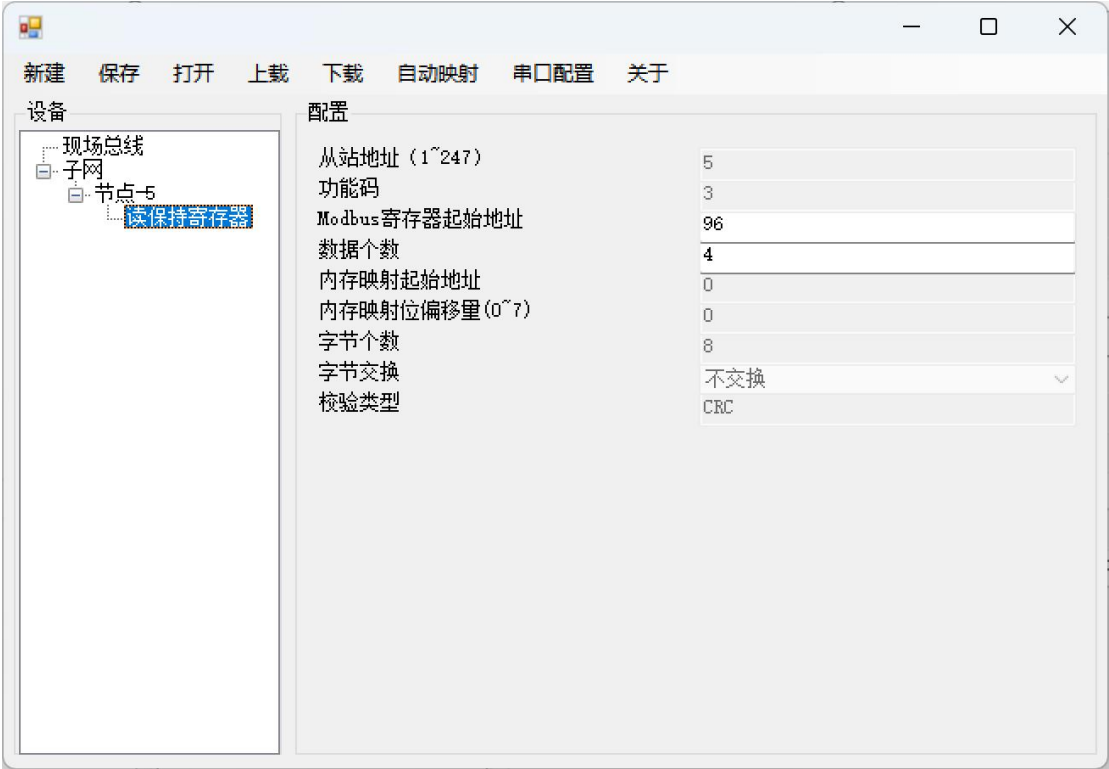 新建 保存 打开 上载 下载 自动映射 串口配置 关于
设备
现场总线
子网
节点-5
读保持寄存器
配置
从站地址（1~247） 5
功能码 3
Modbus寄存器起始地址 96
数据个数 4
内存映射起始地址 0
内存映射位偏移量(0~7) 0
字节个数 8
字节交换 不交换
校验类型 CRC